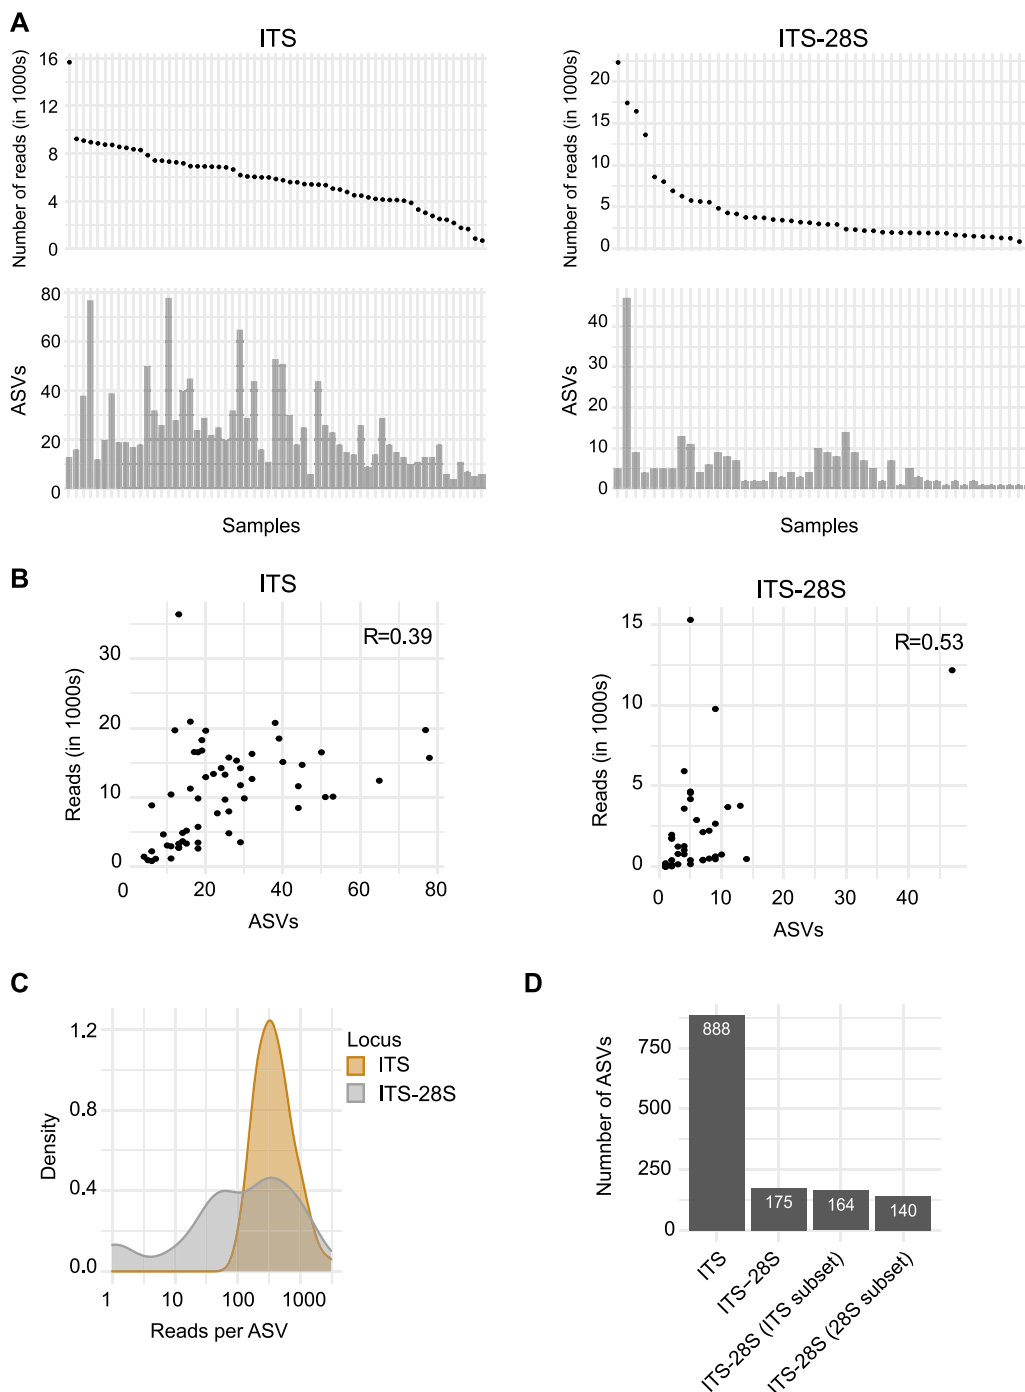 A
ITS
ITS-28S
Number of reads (in 1000s)
16
12
8
4
0
Number of reads (in 1000s)
20
15
10
5
0
ASVs
80
60
40
20
0
ASVs
40
30
20
10
0
Samples
Samples
B
ITS
ITS-28S
R=0.39
R=0.53
Reads (in 1000s)
30
20
10
0
0 20 40 60 80
ASVs
Reads (in 1000s)
15
10
5
0
0 10 20 30 40
ASVs
C
Density
1.2
0.8
0.4
0.0
1 10 100 1000
Reads per ASV
Locus
ITS
ITS-28S
D
Numnber of ASVs
750
500
250
0
888
175
164
140
ITS
ITS-28S
ITS-28S (ITS subset)
ITS-28S (28S subset)